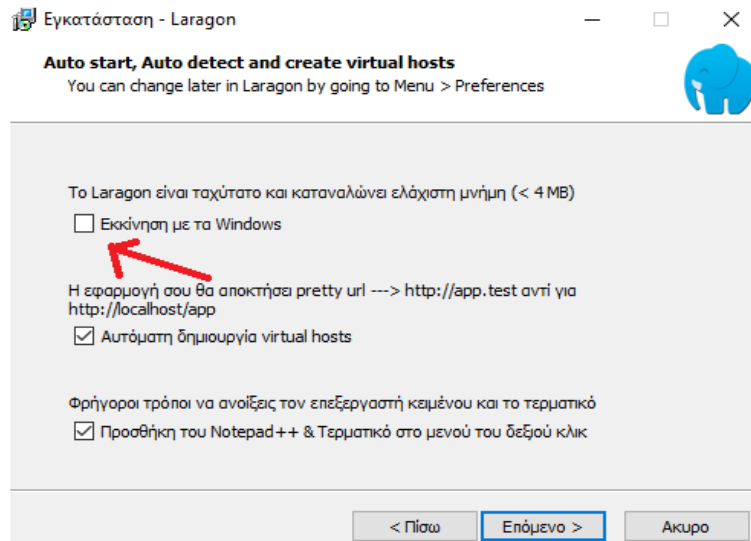 Εγκατάσταση - Laragon
Auto start, Auto detect and create virtual hosts
You can change later in Laragon by going to Menu > Preferences
Το Laragon είναι ταχύτατο και καταναλώνει ελάχιστη μνήμη (< 4 MB)
Εκκίνηση με τα Windows
Η εφαρμογή σου θα αποκτήσει pretty url ---> http://app.test αντί για
http://localhost/app
Αυτόματη δημιουργία virtual hosts
Φρήγοροι τρόποι να ανοίξεις τον επεξεργαστή κειμένου και το τερματικό
Προσθήκη του Notepad++ & Τερματικό στο μενού του δεξιού κλικ
< Πίσω
Επόμενο >
Ακυρο